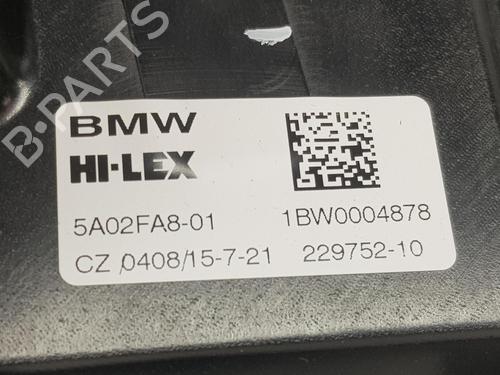 B-PARTS
BMW
HI-LEX
5A02FA8-01 1BW0004878
CZ 0408/15-7-21 229752-10